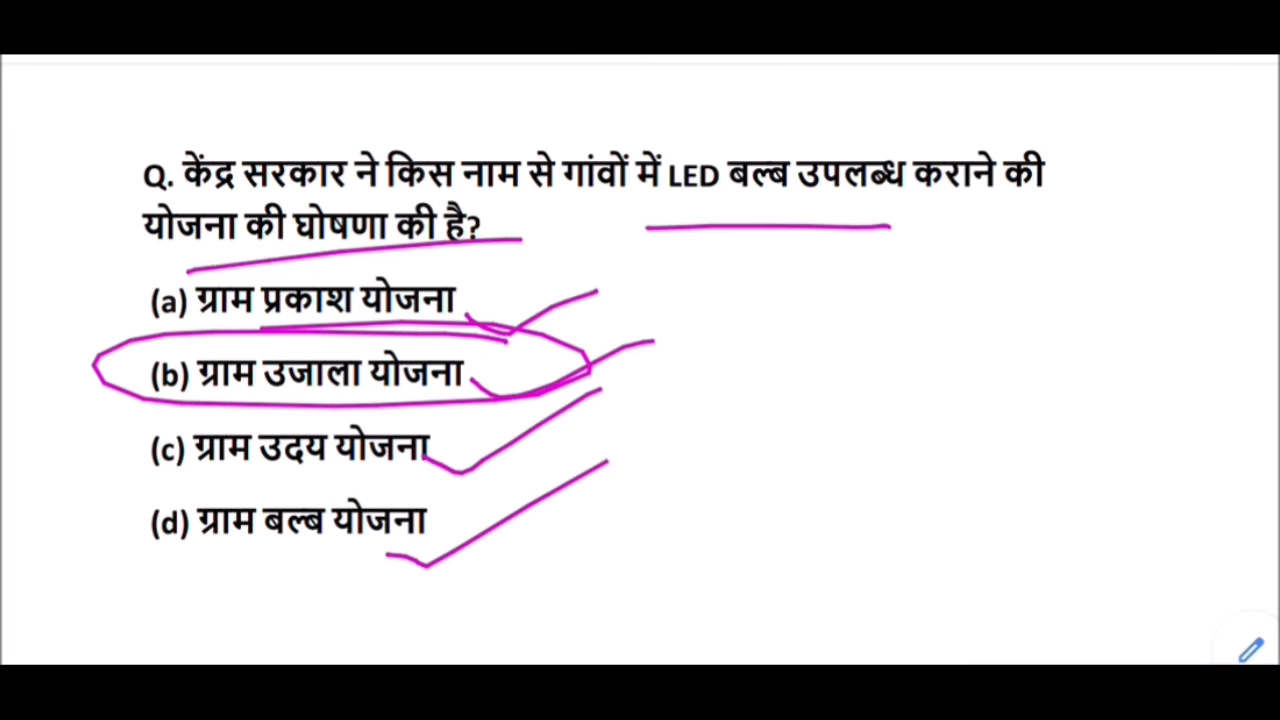 Q. केंद्र सरकार ने किस नाम से गांवों में LED बल्ब उपलब्ध कराने की
योजना की घोषणा की है?
(a) ग्राम प्रकाश योजना
(b) ग्राम उजाला योजना
(c) ग्राम उदय योजना
(d) ग्राम बल्ब योजना